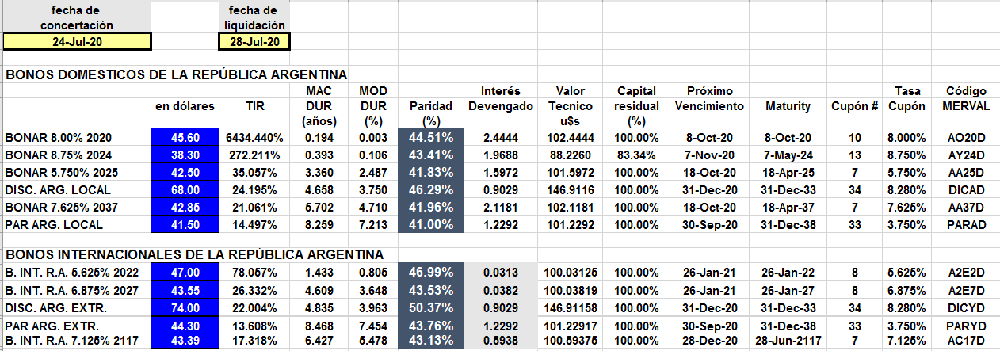 fecha de concertación fecha de liquidación
24-Jul-20 28-Jul-20
BONOS DOMESTICOS DE LA REPÚBLICA ARGENTINA
en dólares TIR MAC DUR (años) MOD DUR (%) Paridad (%) Interés Devengado Valor Tecnico u$s Capital residual (%) Próximo Vencimiento Maturity Cupón # Tasa Cupón Código MERVAL
BONAR 8.00% 2020 45.60 6434.440% 0.194 0.003 44.51% 2.4444 102.4444 100.00% 8-Oct-20 8-Oct-20 10 8.000% AO20D
BONAR 8.75% 2024 38.30 272.211% 0.393 0.106 43.41% 1.9688 88.2260 83.34% 7-Nov-20 7-May-24 13 8.750% AY24D
BONAR 5.750% 2025 42.50 35.057% 3.360 2.487 41.83% 1.5972 101.5972 100.00% 18-Oct-20 18-Apr-25 7 5.750% AA25D
DISC. ARG. LOCAL 68.00 24.195% 4.658 3.750 46.29% 0.9029 146.9116 100.00% 31-Dec-20 31-Dec-33 34 8.280% DICAD
BONAR 7.625% 2037 42.85 21.061% 5.702 4.710 41.96% 2.1181 102.1181 100.00% 18-Oct-20 18-Apr-37 7 7.625% AA37D
PAR ARG. LOCAL 41.50 14.497% 8.259 7.213 41.00% 1.2292 101.2292 100.00% 30-Sep-20 31-Dec-38 33 3.750% PARAD
BONOS INTERNACIONALES DE LA REPÚBLICA ARGENTINA
B. INT. R.A. 5.625% 2022 47.00 78.057% 1.433 0.805 46.99% 0.0313 100.03125 100.00% 26-Jan-21 26-Jan-22 8 5.625% A2E2D
B. INT. R.A. 6.875% 2027 43.55 26.332% 4.609 3.648 43.53% 0.0382 100.03819 100.00% 26-Jan-21 26-Jan-27 8 6.875% A2E7D
DISC. ARG. EXTR. 74.00 22.004% 4.835 3.963 50.37% 0.9029 146.91158 100.00% 31-Dec-20 31-Dec-33 34 8.280% DICYD
PAR ARG. EXTR. 44.30 13.608% 8.468 7.454 43.76% 1.2292 101.22917 100.00% 30-Sep-20 31-Dec-38 33 3.750% PARYD
B. INT. R.A. 7.125% 2117 43.39 17.318% 6.427 5.478 43.13% 0.5938 100.59375 100.00% 28-Dec-20 28-Jun-2117 7 7.125% AC17D